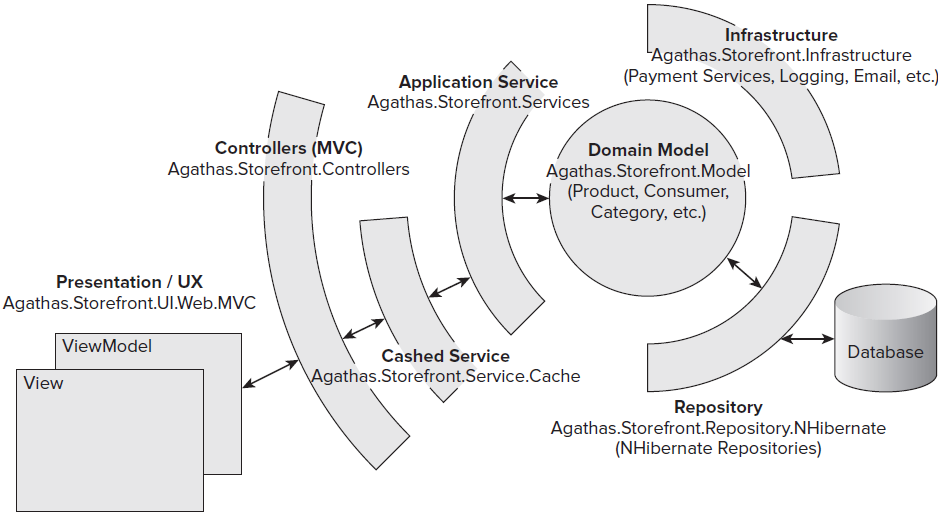 Infrastructure
Agathas.Storefront.Infrastructure
(Payment Services, Logging, Email, etc.)
Application Service
Agathas.Storefront.Services
Controllers (MVC)
Agathas.Storefront.Controllers
Domain Model
Agathas.Storefront.Model
(Product, Consumer,
Category, etc.)
Presentation / UX
Agathas.Storefront.UI.Web.MVC
ViewModel
View
Cashed Service
Agathas.Storefront.Service.Cache
Database
Repository
Agathas.Storefront.Repository.NHibernate
(NHibernate Repositories)